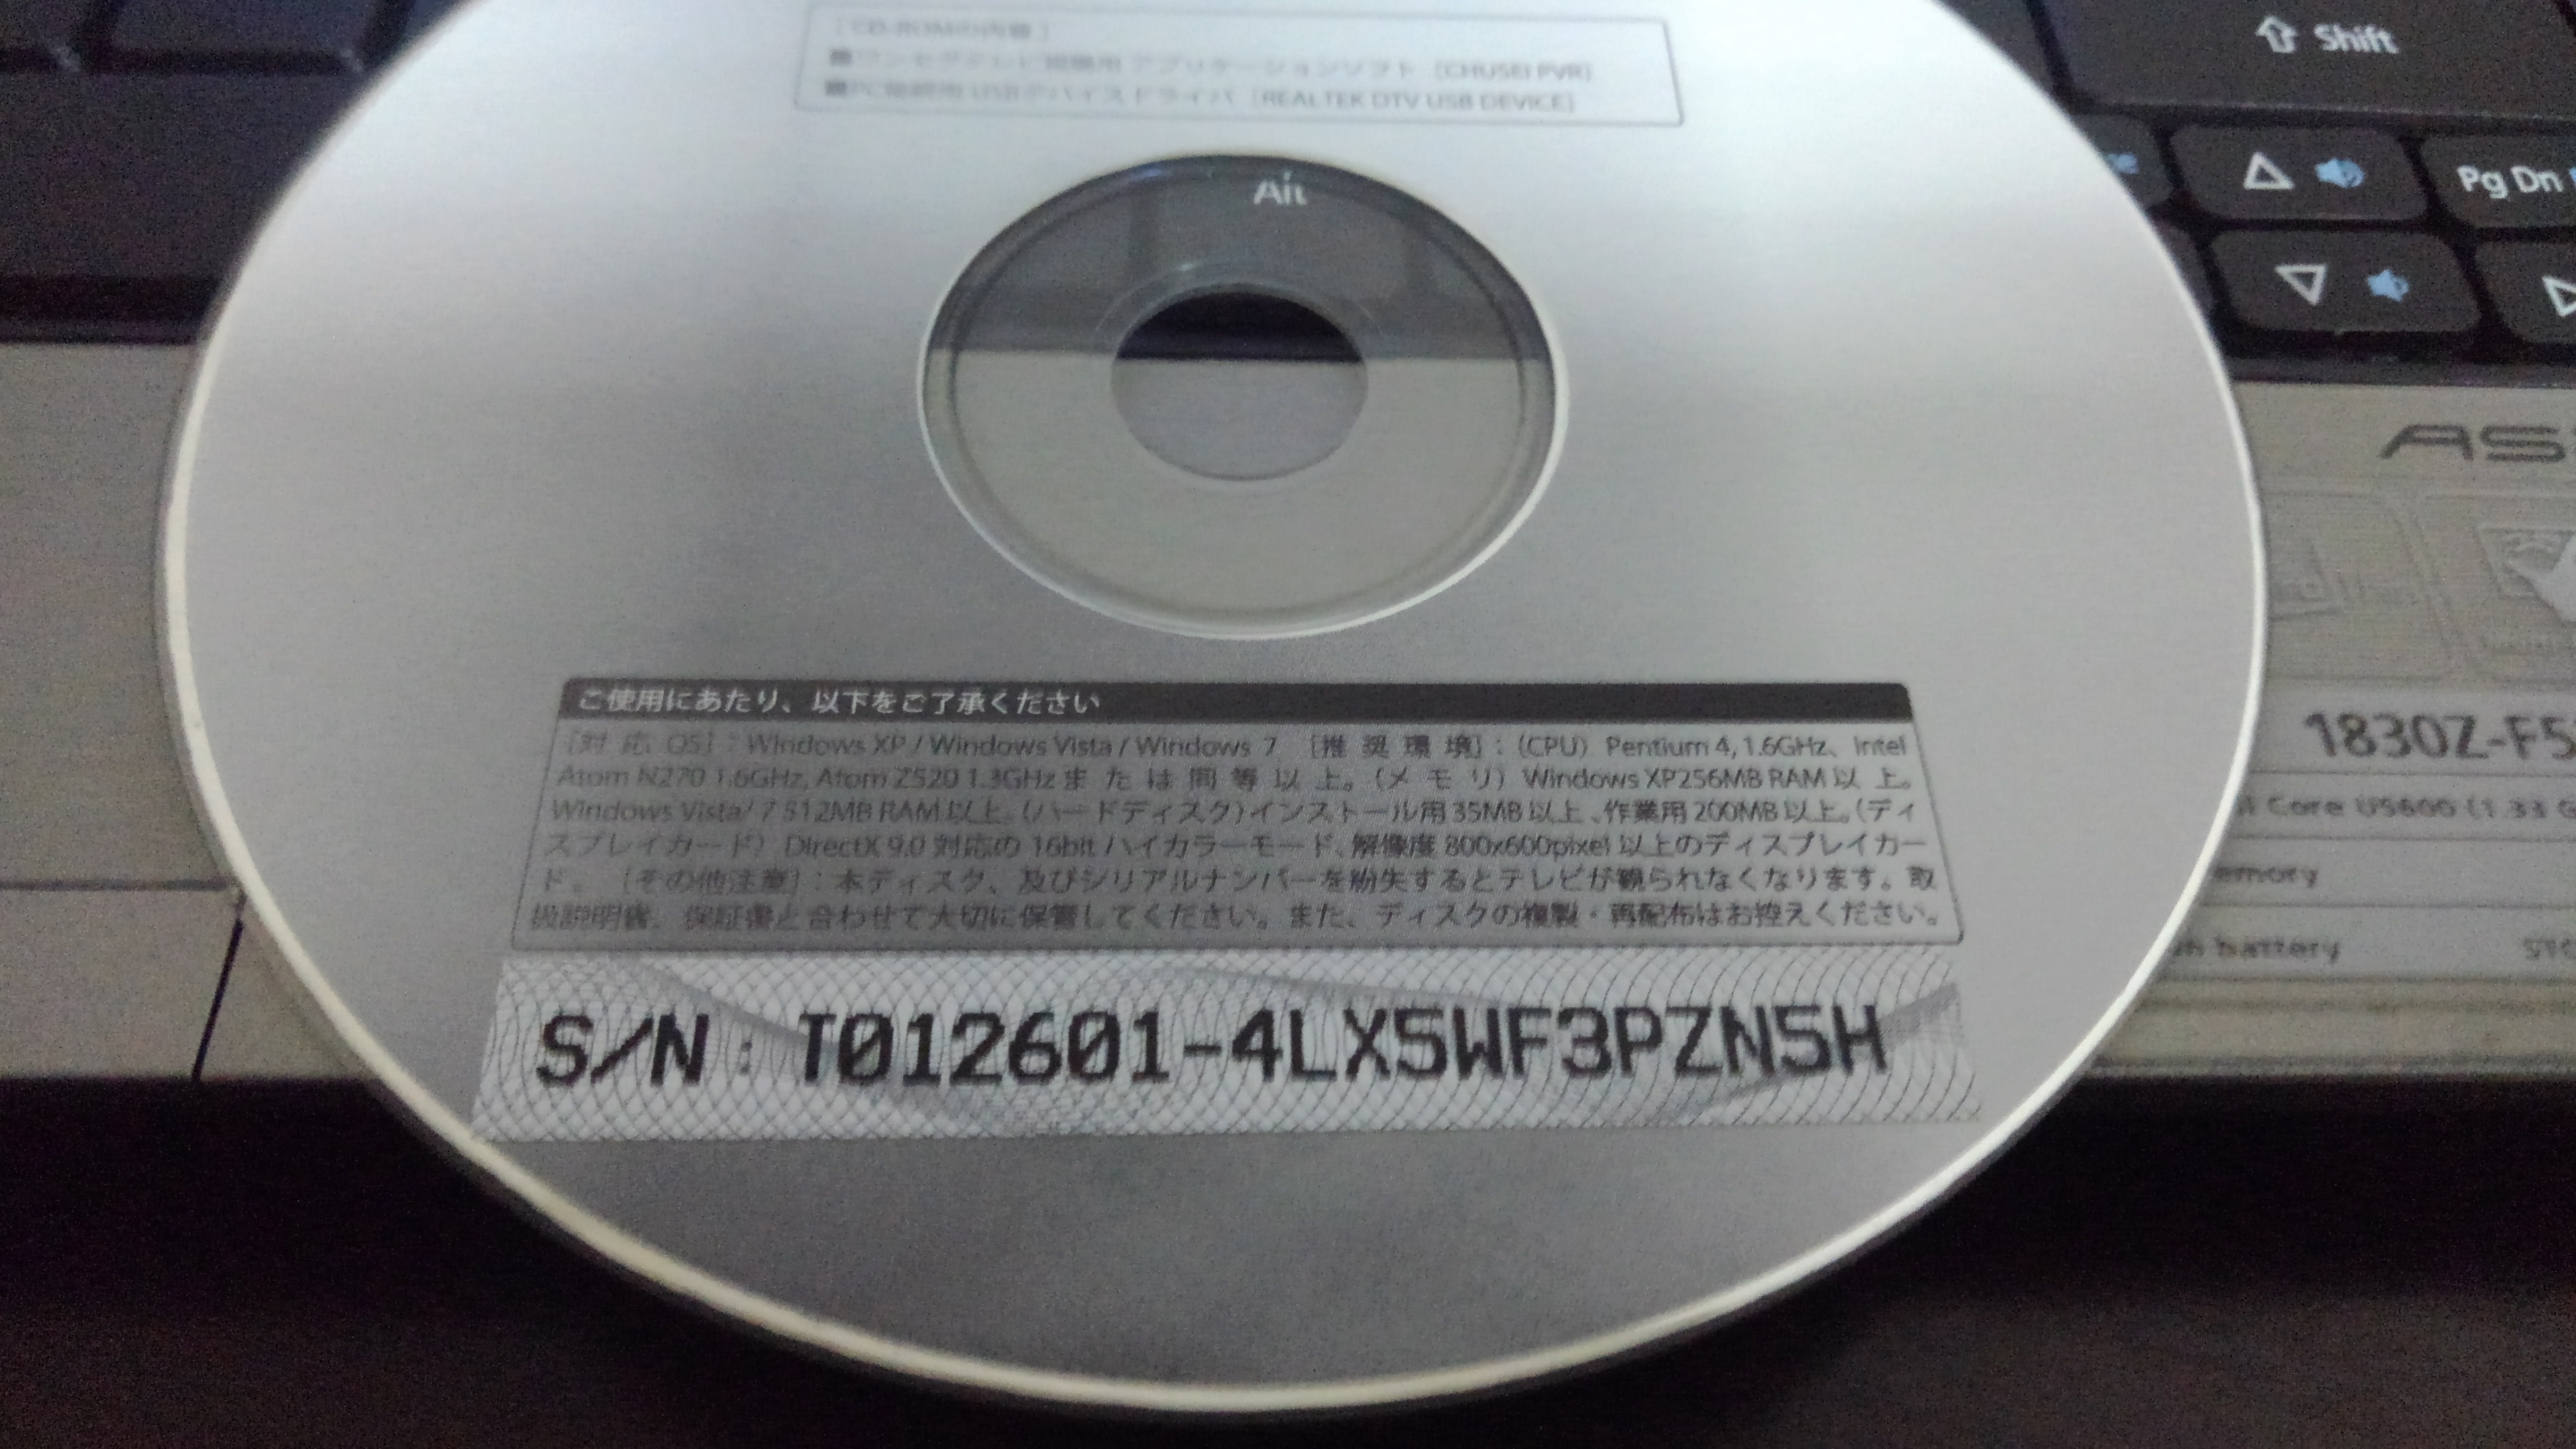 [CD-ROMの内容]
■ワンセグテレビ視聴用 アプリケーションソフト [CHUSEI PVR]
■PC接続用 USBデバイスドライバ [REALTEK DTV USB DEVICE]
Shift
Alt
Pg Dn
ご使用にあたり、以下をご了承ください
[対応OS]:Windows XP / Windows Vista / Windows 7 [推奨環境]:(CPU) Pentium 4, 1.6GHz、Intel
Atom N270 1.6GHz, Atom Z520 1.3GHzまたは同等以上。(メモリ) Windows XP256MB RAM以上。
Windows Vista/ 7 512MB RAM以上。(ハードディスク)インストール用35MB以上、作業用200MB以上。(ディ
スプレイカード) DirectX 9.0 対応の 16bit ハイカラーモード、解像度 800x600pixel 以上のディスプレイカー
ド。 [その他注意]:本ディスク、及びシリアルナンバーを紛失するとテレビが観られなくなります。取
扱説明書、保証書と合わせて大切に保管してください。また、ディスクの複製・再配布はお控えください。
S/N: T012601-4LX5WF3PZN5H
AS
1830Z-F5
Core U5600 (1.33 G
emory
battery